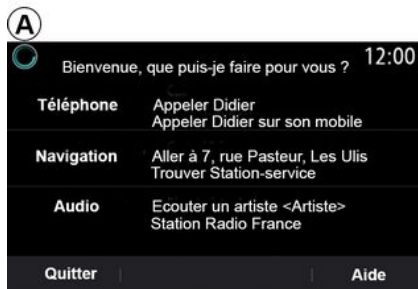 A
Bienvenue, que puis-je faire pour vous ? 12:00
Téléphone Appeler Didier
Appeler Didier sur son mobile
Navigation Aller à 7, rue Pasteur, Les Ulis
Trouver Station-service
Audio Ecouter un artiste <Artiste>
Station Radio France
Quitter Aide